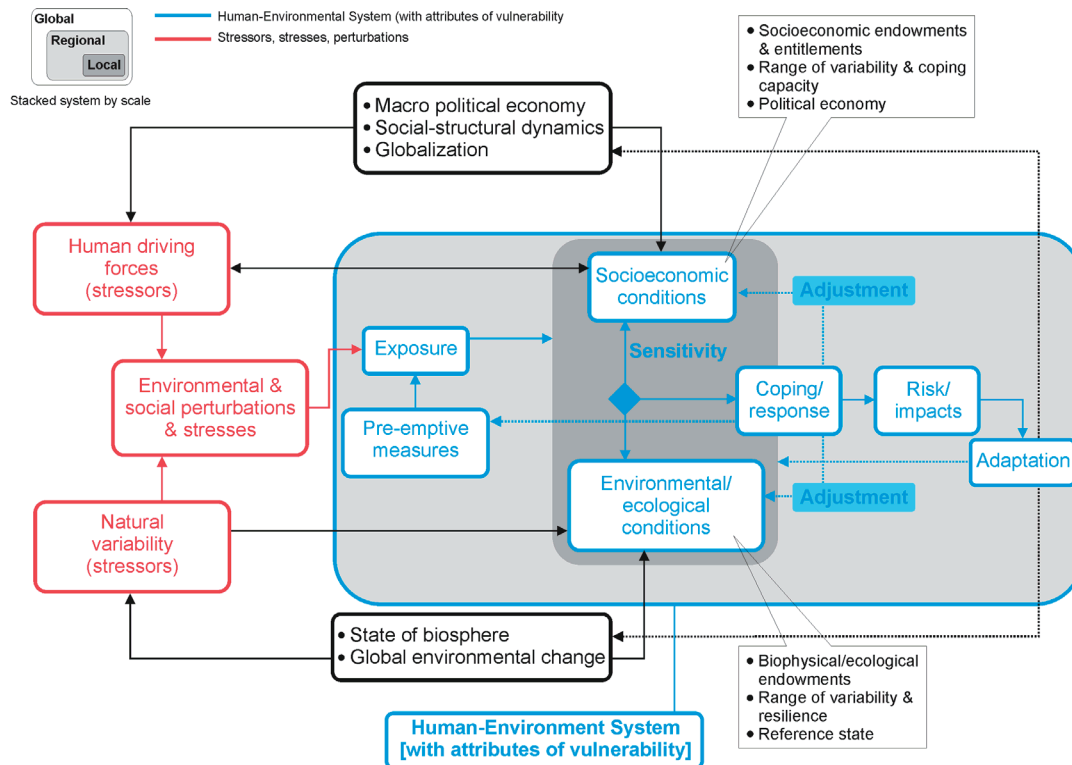 Global
Regional
Local
Stacked system by scale
Human-Environmental System (with attributes of vulnerability
Stressors, stresses, perturbations
• Socioeconomic endowments
& entitlements
• Range of variability & coping
capacity
• Political economy
• Macro political economy
• Social-structural dynamics
• Globalization
Human driving
forces
(stressors)
Socioeconomic
conditions
Adjustment
Exposure
Sensitivity
Environmental &
social perturbations
& stresses
Pre-emptive
measures
Coping/
response
Risk/
impacts
Adaptation
Environmental/
ecological
conditions
Adjustment
Natural
variability
(stressors)
• State of biosphere
• Global environmental change
• Biophysical/ecological
endowments
• Range of variability &
resilience
• Reference state
Human-Environment System
[with attributes of vulnerability]